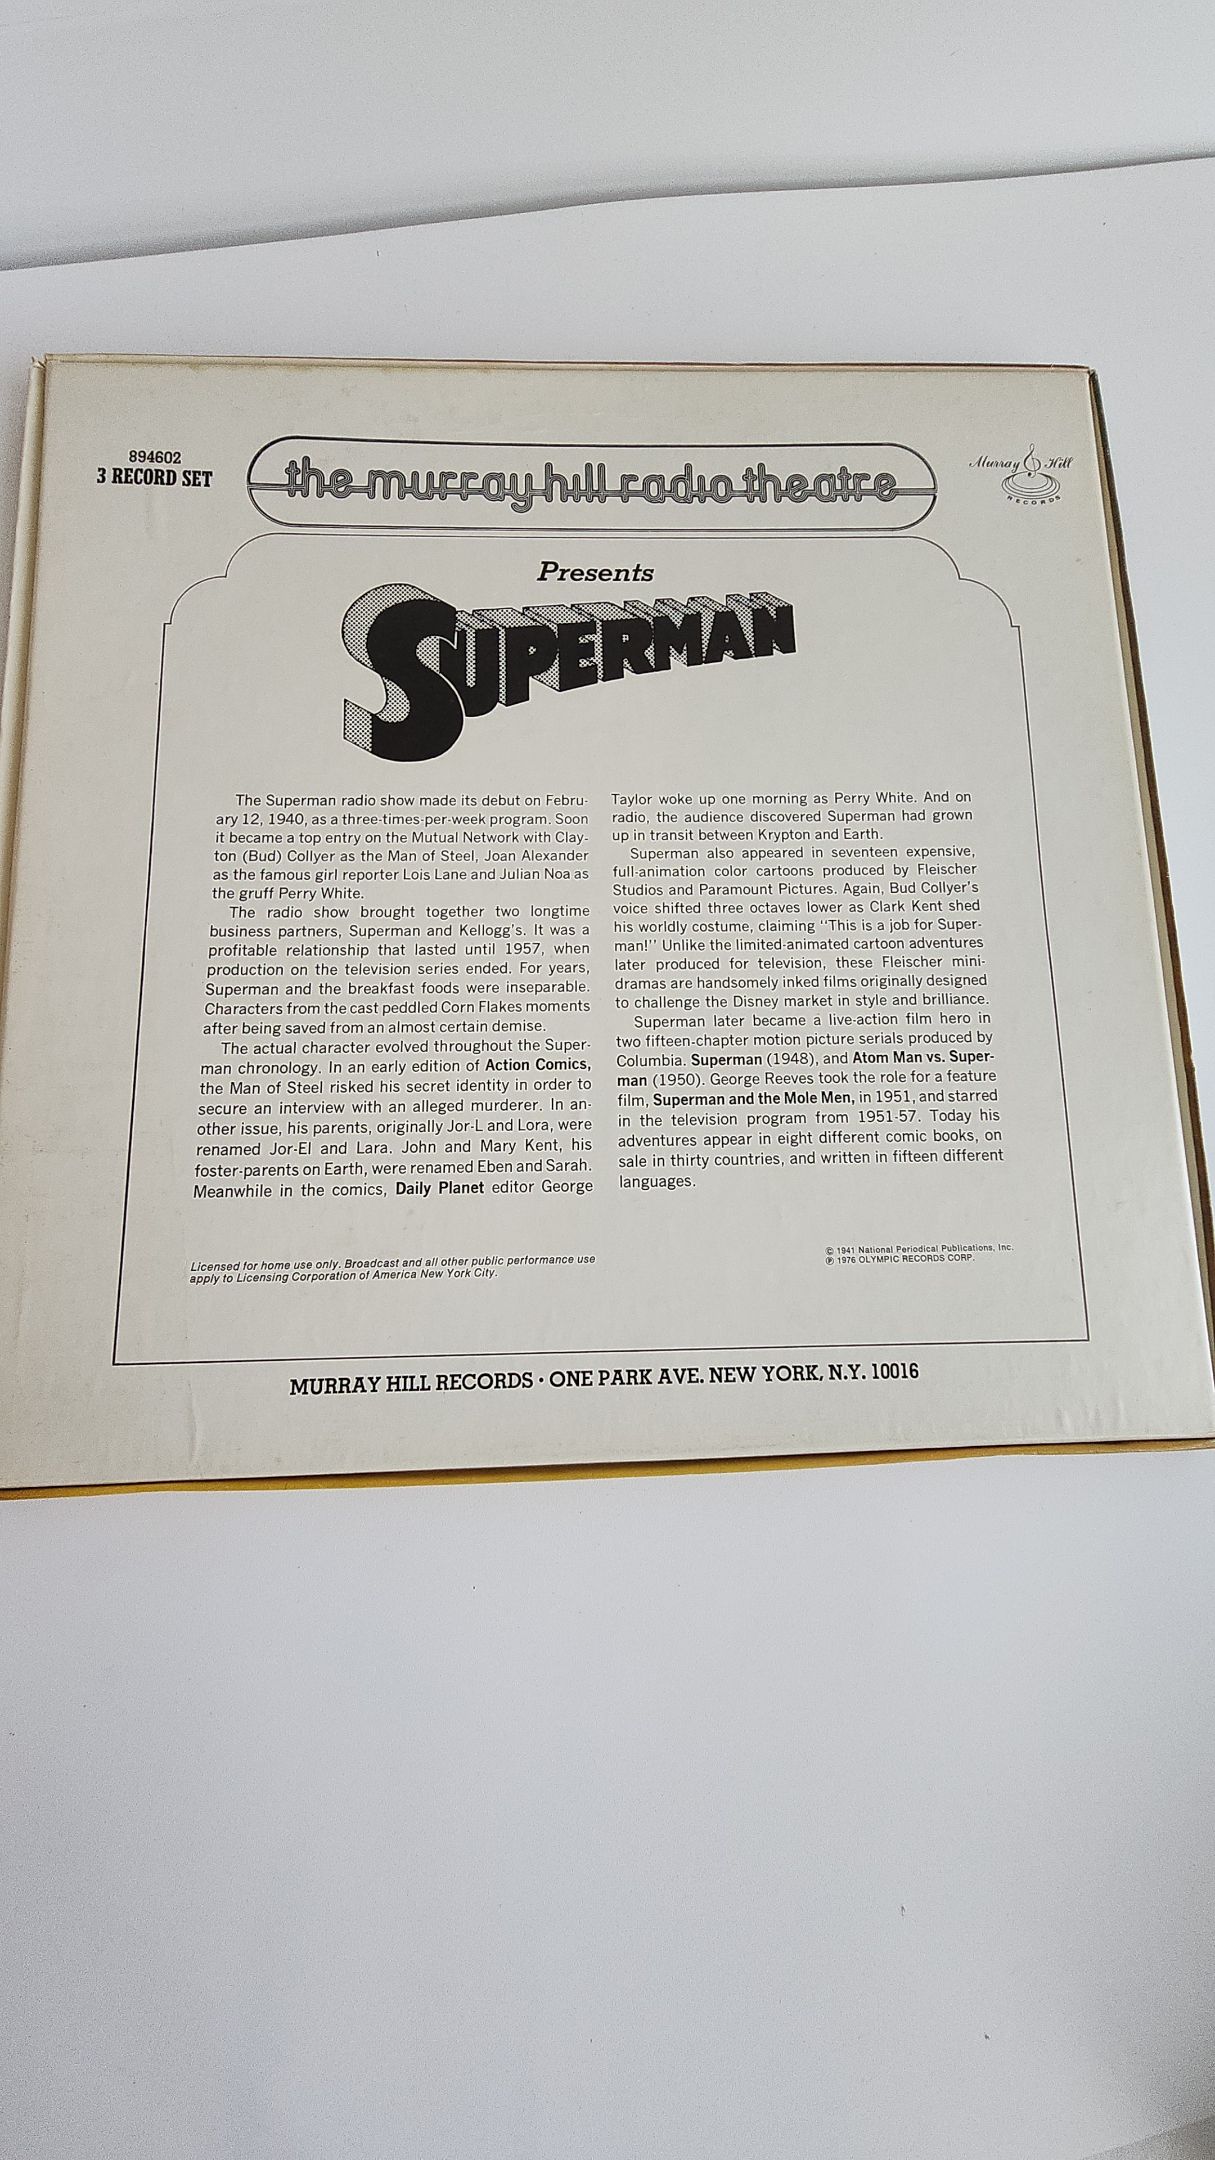 894602
3 RECORD SET
the murray hill radio theatre
Murray Hill
RECORDS
Presents
SUPERMAN
The Superman radio show made its debut on Febru-
ary 12, 1940, as a three-times-per-week program. Soon
it became a top entry on the Mutual Network with Clay-
ton (Bud) Collyer as the Man of Steel, Joan Alexander
as the famous girl reporter Lois Lane and Julian Noa as
the gruff Perry White.
The radio show brought together two longtime
business partners, Superman and Kellogg's. It was a
profitable relationship that lasted until 1957, when
production on the television series ended. For years,
Superman and the breakfast foods were inseparable.
Characters from the cast peddled Corn Flakes moments
after being saved from an almost certain demise.
The actual character evolved throughout the Super-
man chronology. In an early edition of Action Comics,
the Man of Steel risked his secret identity in order to
secure an interview with an alleged murderer. In an-
other issue, his parents, originally Jor-L and Lora, were
renamed Jor-El and Lara. John and Mary Kent, his
foster-parents on Earth, were renamed Eben and Sarah.
Meanwhile in the comics, Daily Planet editor George
Taylor woke up one morning as Perry White. And on
radio, the audience discovered Superman had grown
up in transit between Krypton and Earth.
Superman also appeared in seventeen expensive,
full-animation color cartoons produced by Fleischer
Studios and Paramount Pictures. Again, Bud Collyer's
voice shifted three octaves lower as Clark Kent shed
his worldly costume, claiming "This is a job for Super-
man!" Unlike the limited-animated cartoon adventures
later produced for television, these Fleischer mini-
dramas are handsomely inked films originally designed
to challenge the Disney market in style and brilliance.
Superman later became a live-action film hero in
two fifteen-chapter motion picture serials produced by
Columbia. Superman (1948), and Atom Man vs. Super-
man (1950). George Reeves took the role for a feature
film, Superman and the Mole Men, in 1951, and starred
in the television program from 1951-57. Today his
adventures appear in eight different comic books, on
sale in thirty countries, and written in fifteen different
languages.
Licensed for home use only. Broadcast and all other public performance use
apply to Licensing Corporation of America New York City.
© 1941 National Periodical Publications, Inc.
℗ 1976 OLYMPIC RECORDS CORP.
MURRAY HILL RECORDS • ONE PARK AVE. NEW YORK, N.Y. 10016